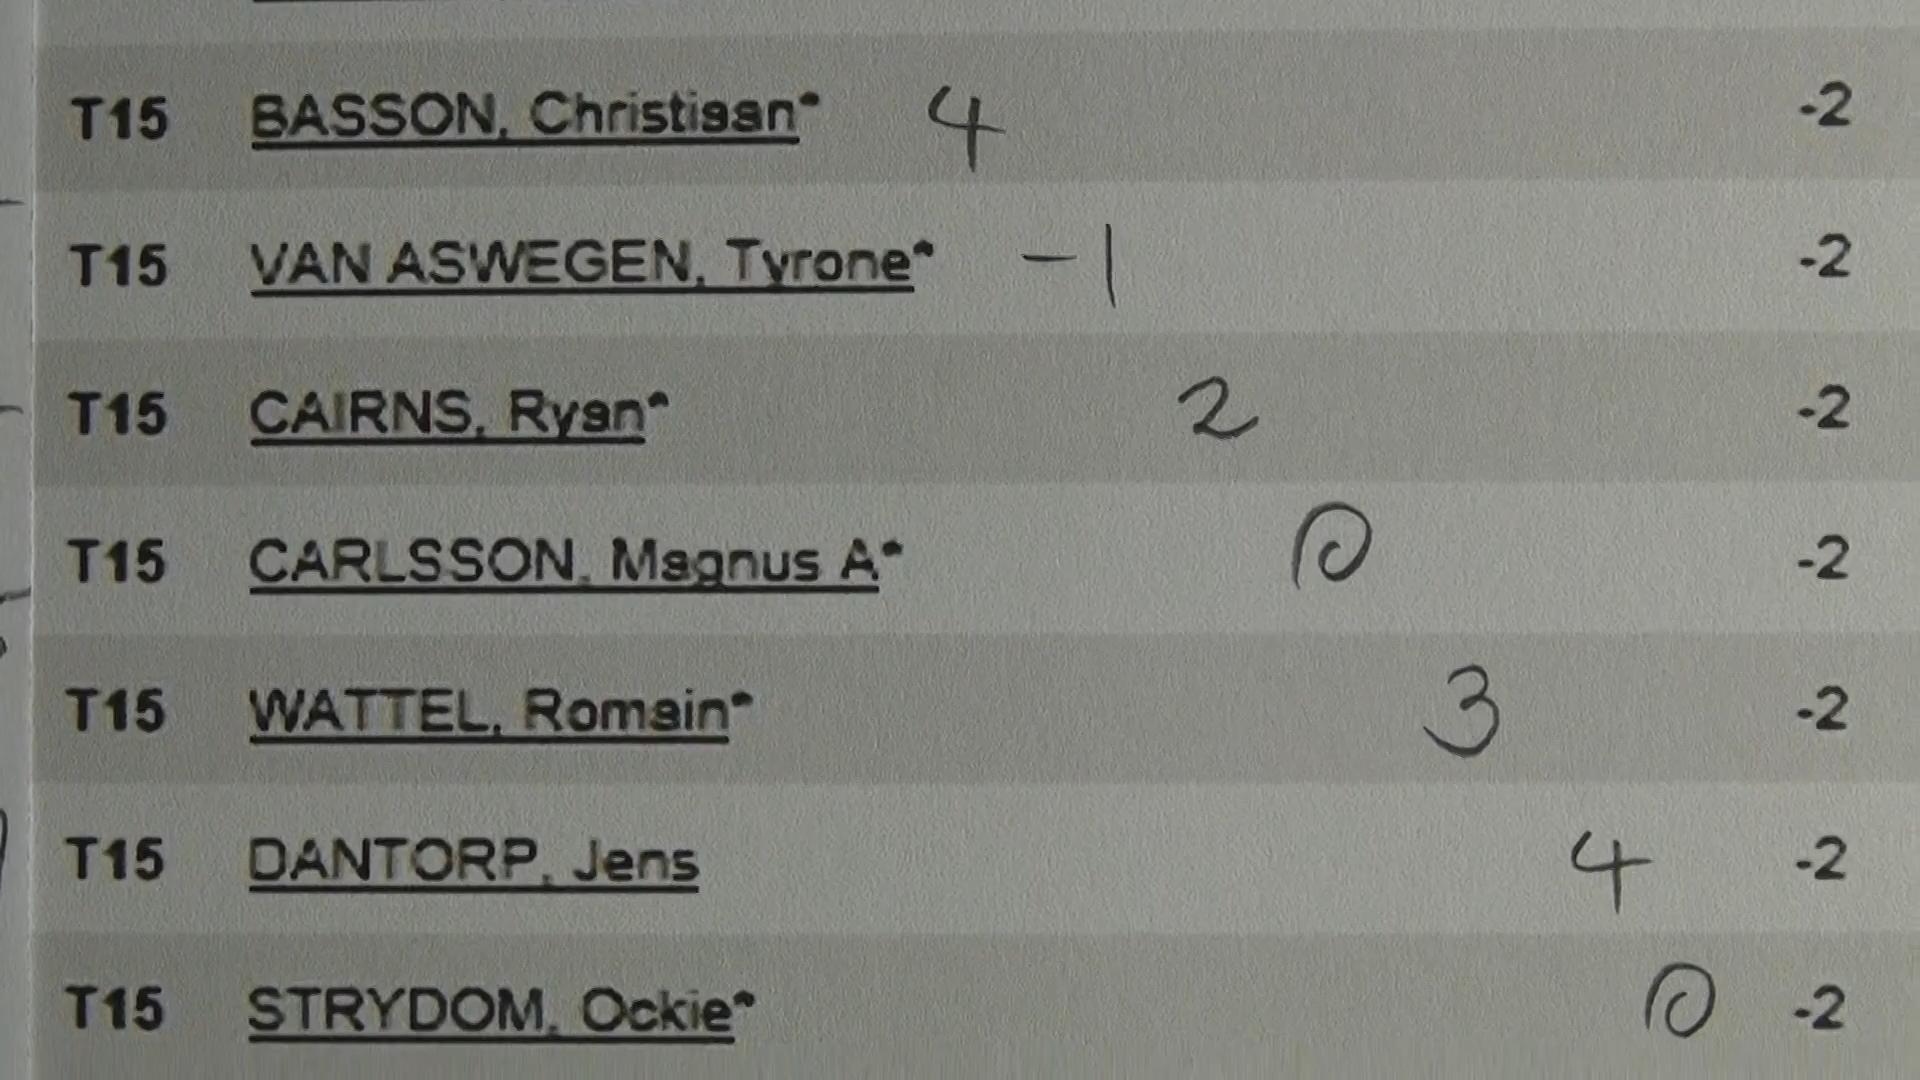 T15 BASSON, Christiaan* 4 -2
T15 VAN ASWEGEN, Tyrone* -1 -2
T15 CAIRNS, Ryan* 2 -2
T15 CARLSSON, Magnus A* 0 -2
T15 WATTEL, Romain* 3 -2
T15 DANTORP, Jens 4 -2
T15 STRYDOM, Ockie* 0 -2